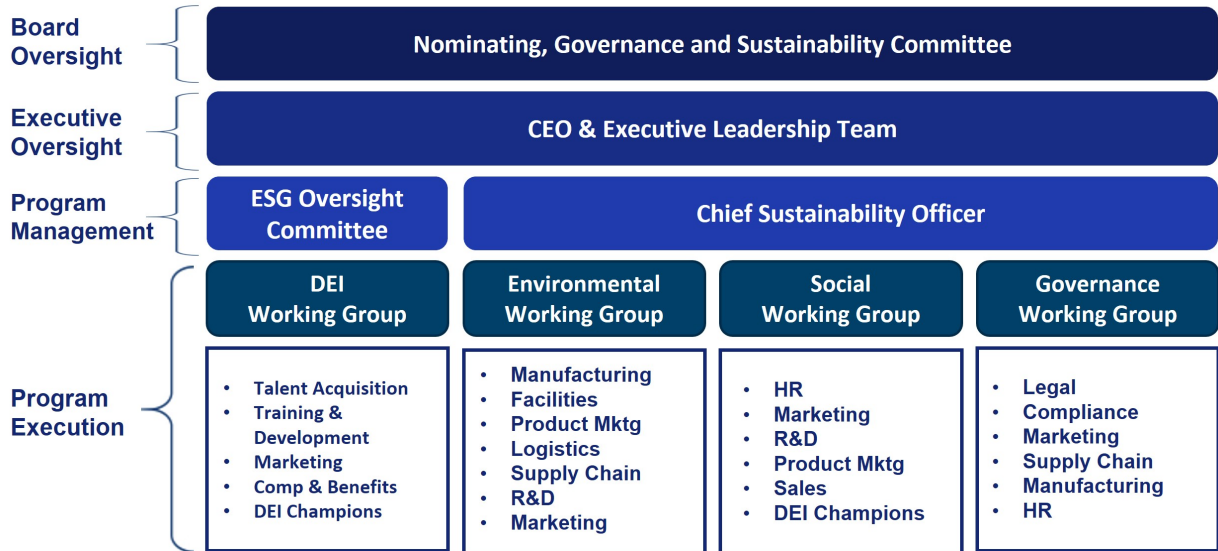 Board
Oversight
Nominating, Governance and Sustainability Committee
Executive
Oversight
CEO & Executive Leadership Team
Program
Management
ESG Oversight
Committee
Chief Sustainability Officer
Program
Execution
DEI
Working Group
• Talent Acquisition
• Training &
Development
• Marketing
• Comp & Benefits
• DEI Champions
Environmental
Working Group
• Manufacturing
• Facilities
• Product Mktg
• Logistics
• Supply Chain
• R&D
• Marketing
Social
Working Group
• HR
• Marketing
• R&D
• Product Mktg
• Sales
• DEI Champions
Governance
Working Group
• Legal
• Compliance
• Marketing
• Supply Chain
• Manufacturing
• HR